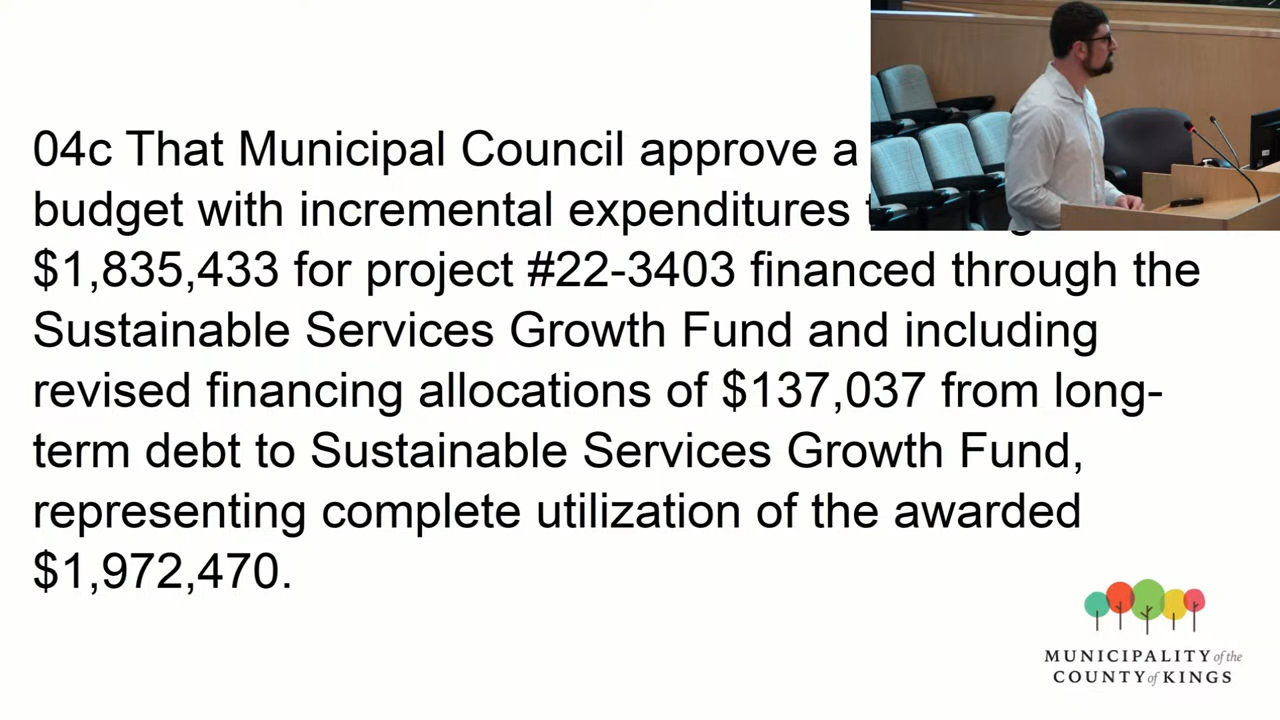 04c That Municipal Council approve a
budget with incremental expenditures
$1,835,433 for project #22-3403 financed through the
Sustainable Services Growth Fund and including
revised financing allocations of $137,037 from long-
term debt to Sustainable Services Growth Fund,
representing complete utilization of the awarded
$1,972,470.
MUNICIPALITY of the
COUNTY of KINGS